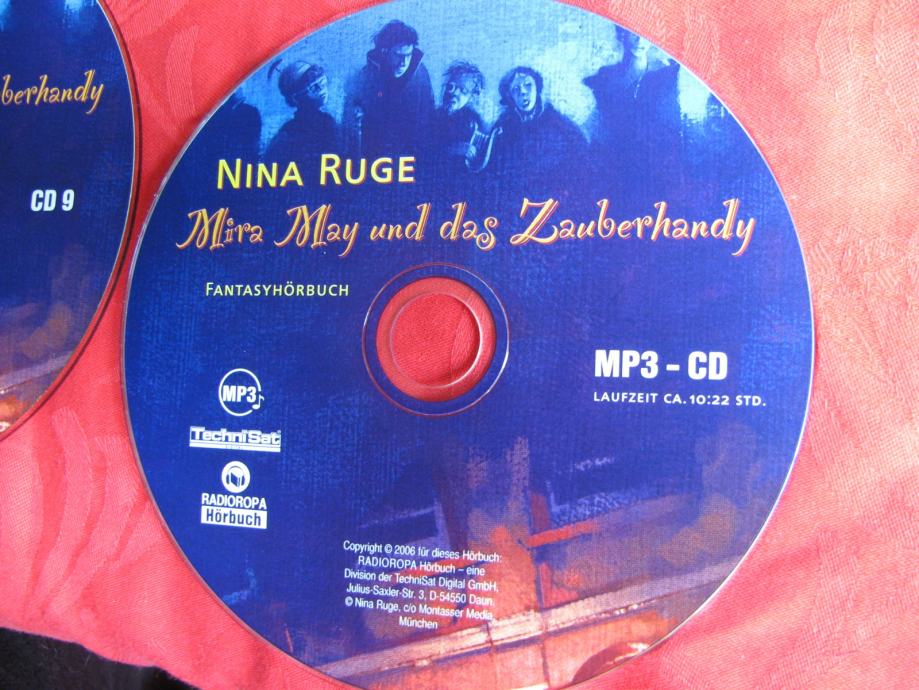 berhandy
CD 9
NINA RUGE
Mira May und das Zauberhandy
FANTASYHÖRBUCH
MP3 - CD
LAUFZEIT CA. 10:22 STD.
MP3
TechniSat
RADIOROPA
Hörbuch
Copyright © 2006 für dieses Hörbuch:
RADIOROPA Hörbuch – eine
Division der TechniSat Digital GmbH,
Julius-Saxler-Str. 3, D-54550 Daun.
© Nina Ruge, c/o Montasser Media,
München